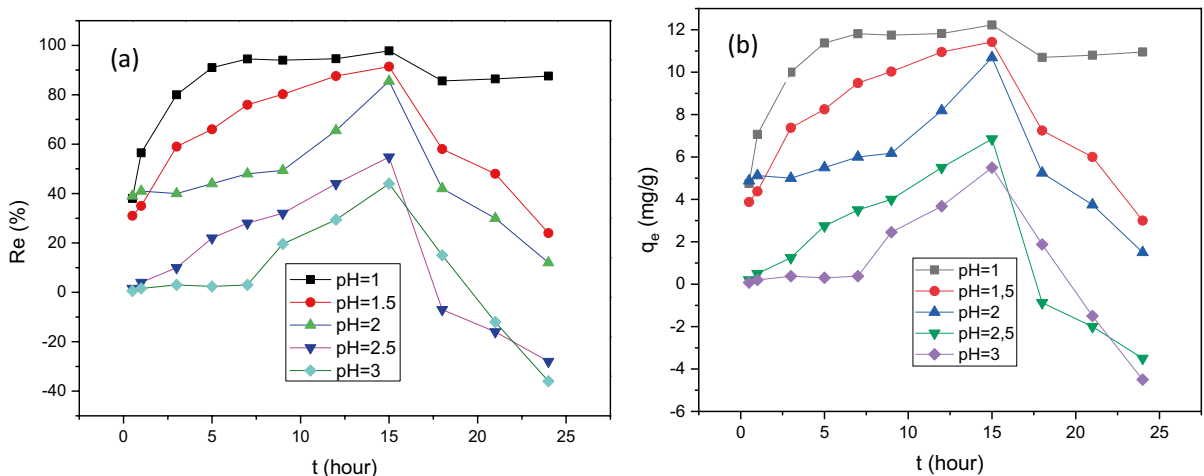 (a)
Re (%)
100
80
60
40
20
0
-20
-40
pH=1
pH=1.5
pH=2
pH=2.5
pH=3
0 5 10 15 20 25
t (hour)
(b)
qe (mg/g)
12
10
8
6
4
2
0
-2
-4
-6
pH=1
pH=1,5
pH=2
pH=2,5
pH=3
0 5 10 15 20 25
t (hour)